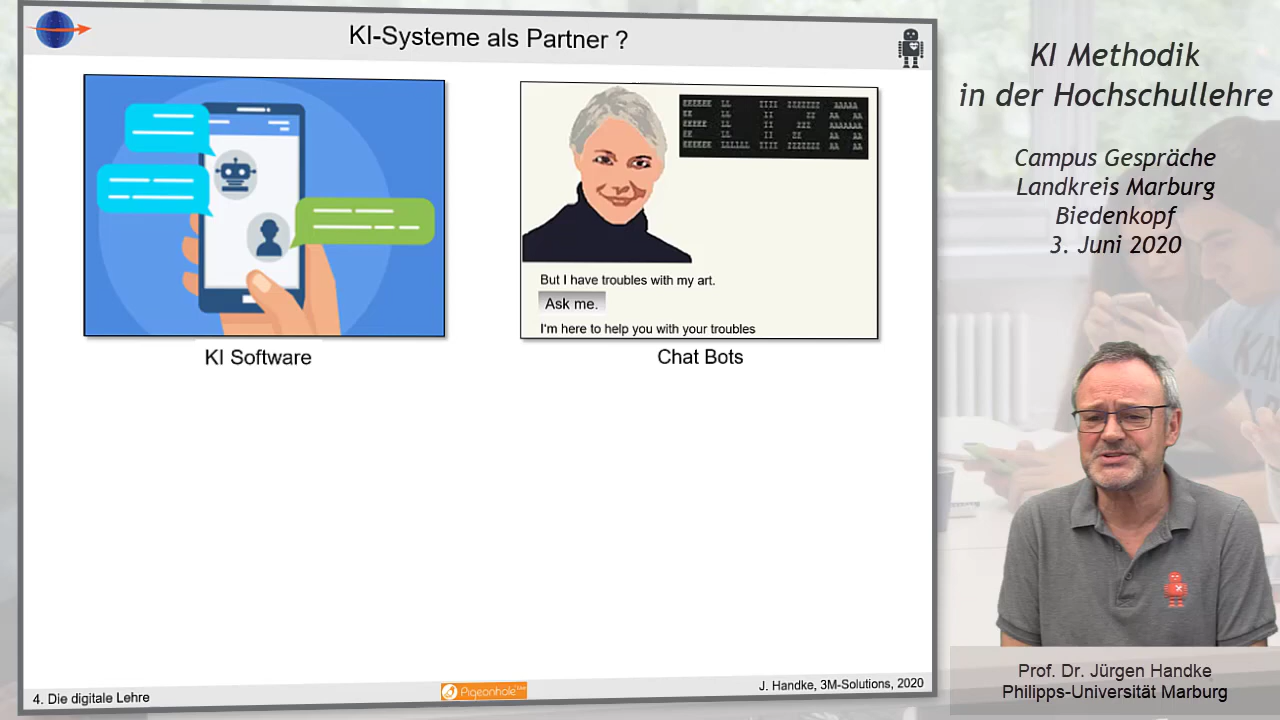 KI-Systeme als Partner ?
ELIZA
But I have troubles with my art.
Ask me.
I'm here to help you with your troubles
KI Software
Chat Bots
4. Die digitale Lehre
Pigeonhole
J. Handke, 3M-Solutions, 2020
KI Methodik
in der Hochschullehre
Campus Gespräche
Landkreis Marburg
Biedenkopf
3. Juni 2020
Prof. Dr. Jürgen Handke
Philipps-Universität Marburg